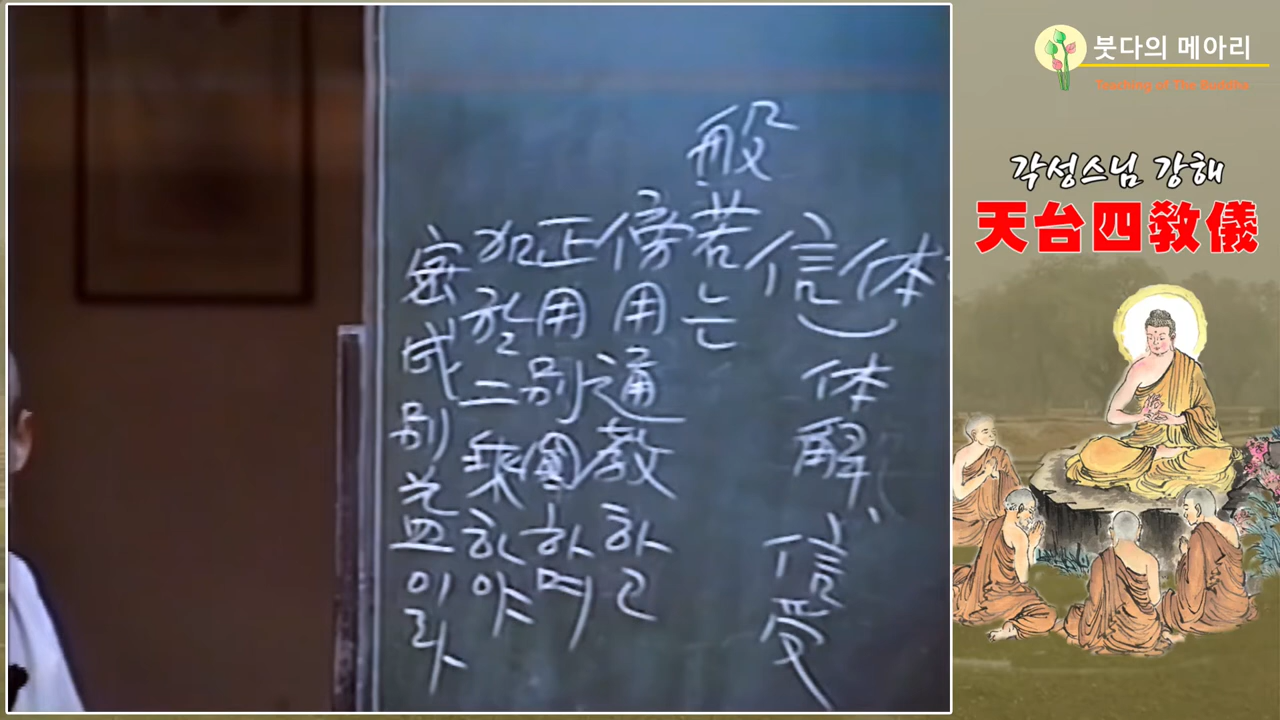 体信
体解
信受
般若는
傍用通教하고
正用別圓하며
加於二乘하야
密成別益이라
붓다의 메아리
Teaching of The Buddha
각성스님 강해
天台四敎儀